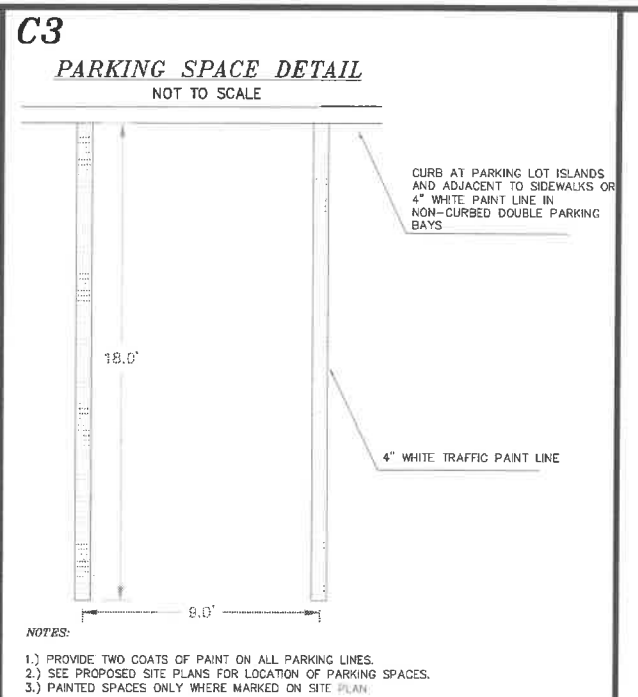 C3
PARKING SPACE DETAIL
NOT TO SCALE
CURB AT PARKING LOT ISLANDS
AND ADJACENT TO SIDEWALKS OR
4" WHITE PAINT LINE IN
NON-CURBED DOUBLE PARKING
BAYS
18.0'
4" WHITE TRAFFIC PAINT LINE
9.0'
NOTES:
1.) PROVIDE TWO COATS OF PAINT ON ALL PARKING LINES.
2.) SEE PROPOSED SITE PLANS FOR LOCATION OF PARKING SPACES.
3.) PAINTED SPACES ONLY WHERE MARKED ON SITE PLAN.